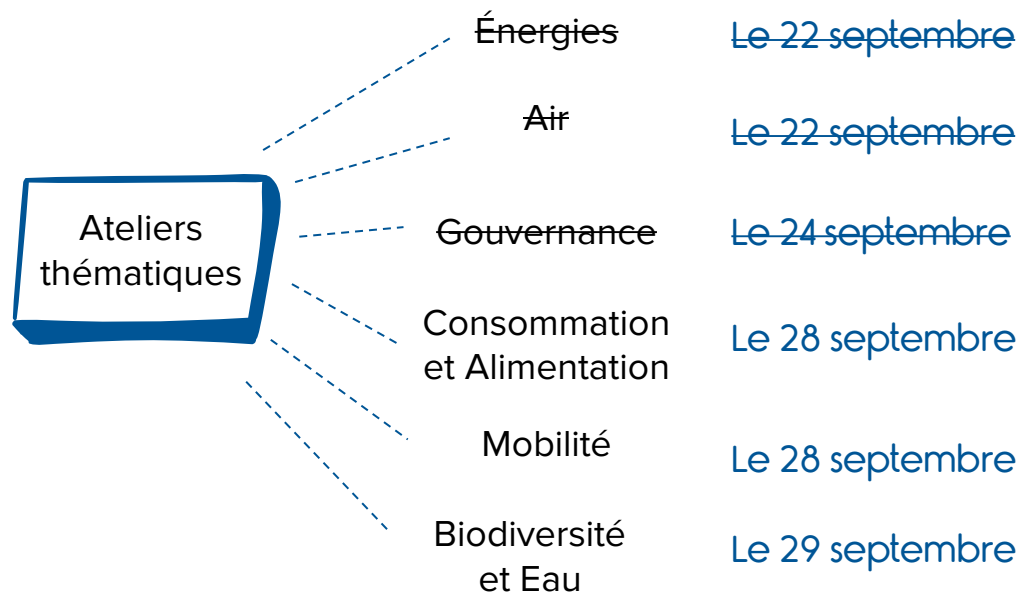 Ateliers
thématiques
Énergies
Le 22 septembre
Air
Le 22 septembre
Gouvernance
Le 24 septembre
Consommation
et Alimentation
Le 28 septembre
Mobilité
Le 28 septembre
Biodiversité
et Eau
Le 29 septembre